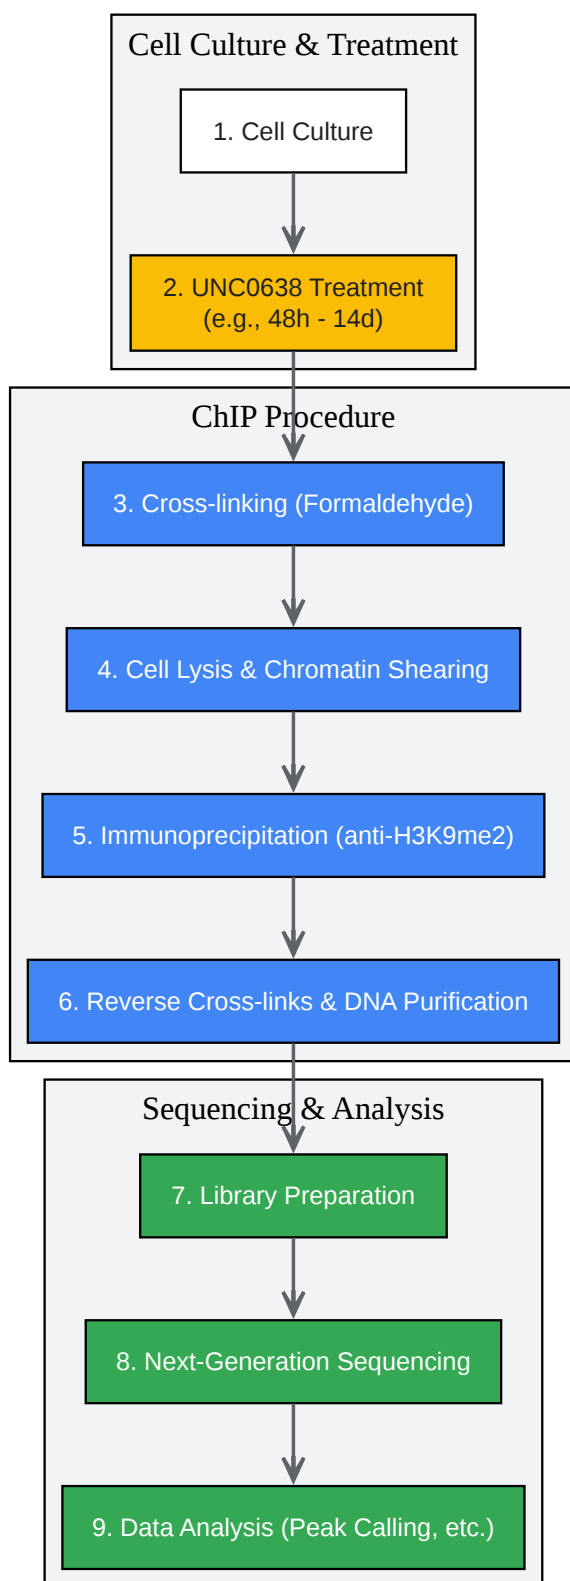 Cell Culture & Treatment
1. Cell Culture
2. UNC0638 Treatment
(e.g., 48h - 14d)
ChIP Procedure
3. Cross-linking (Formaldehyde)
4. Cell Lysis & Chromatin Shearing
5. Immunoprecipitation (anti-H3K9me2)
6. Reverse Cross-links & DNA Purification
Sequencing & Analysis
7. Library Preparation
8. Next-Generation Sequencing
9. Data Analysis (Peak Calling, etc.)